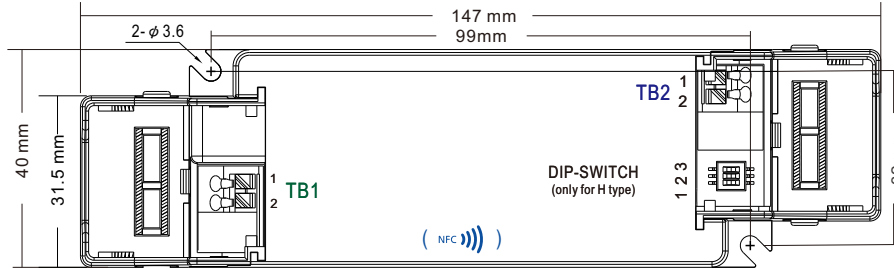 147 mm
99mm
2-φ3.6
40 mm
31.5 mm
1
2
TB1
TB2
1
2
DIP-SWITCH
(only for H type)
1 2 3
( NFC )